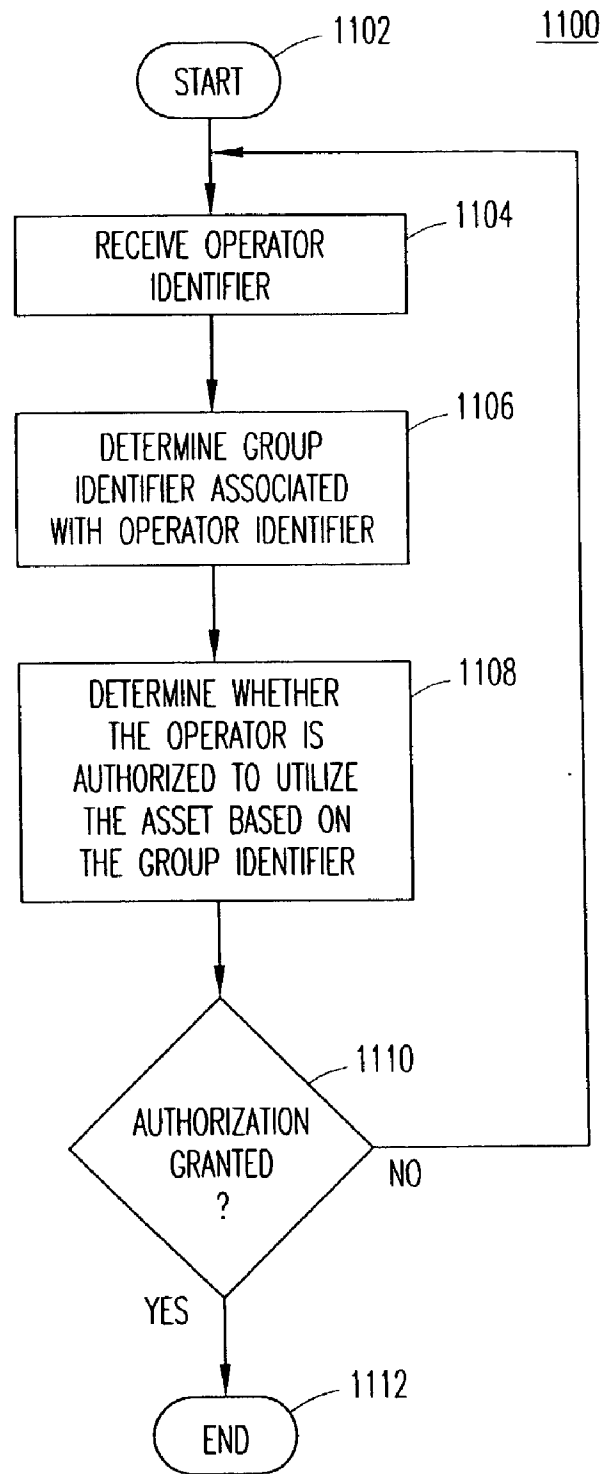 1100
1102
START
1104
RECEIVE OPERATOR
IDENTIFIER
1106
DETERMINE GROUP
IDENTIFIER ASSOCIATED
WITH OPERATOR IDENTIFIER
1108
DETERMINE WHETHER
THE OPERATOR IS
AUTHORIZED TO UTILIZE
THE ASSET BASED ON
THE GROUP IDENTIFIER
1110
AUTHORIZATION
GRANTED
?
NO
YES
1112
END